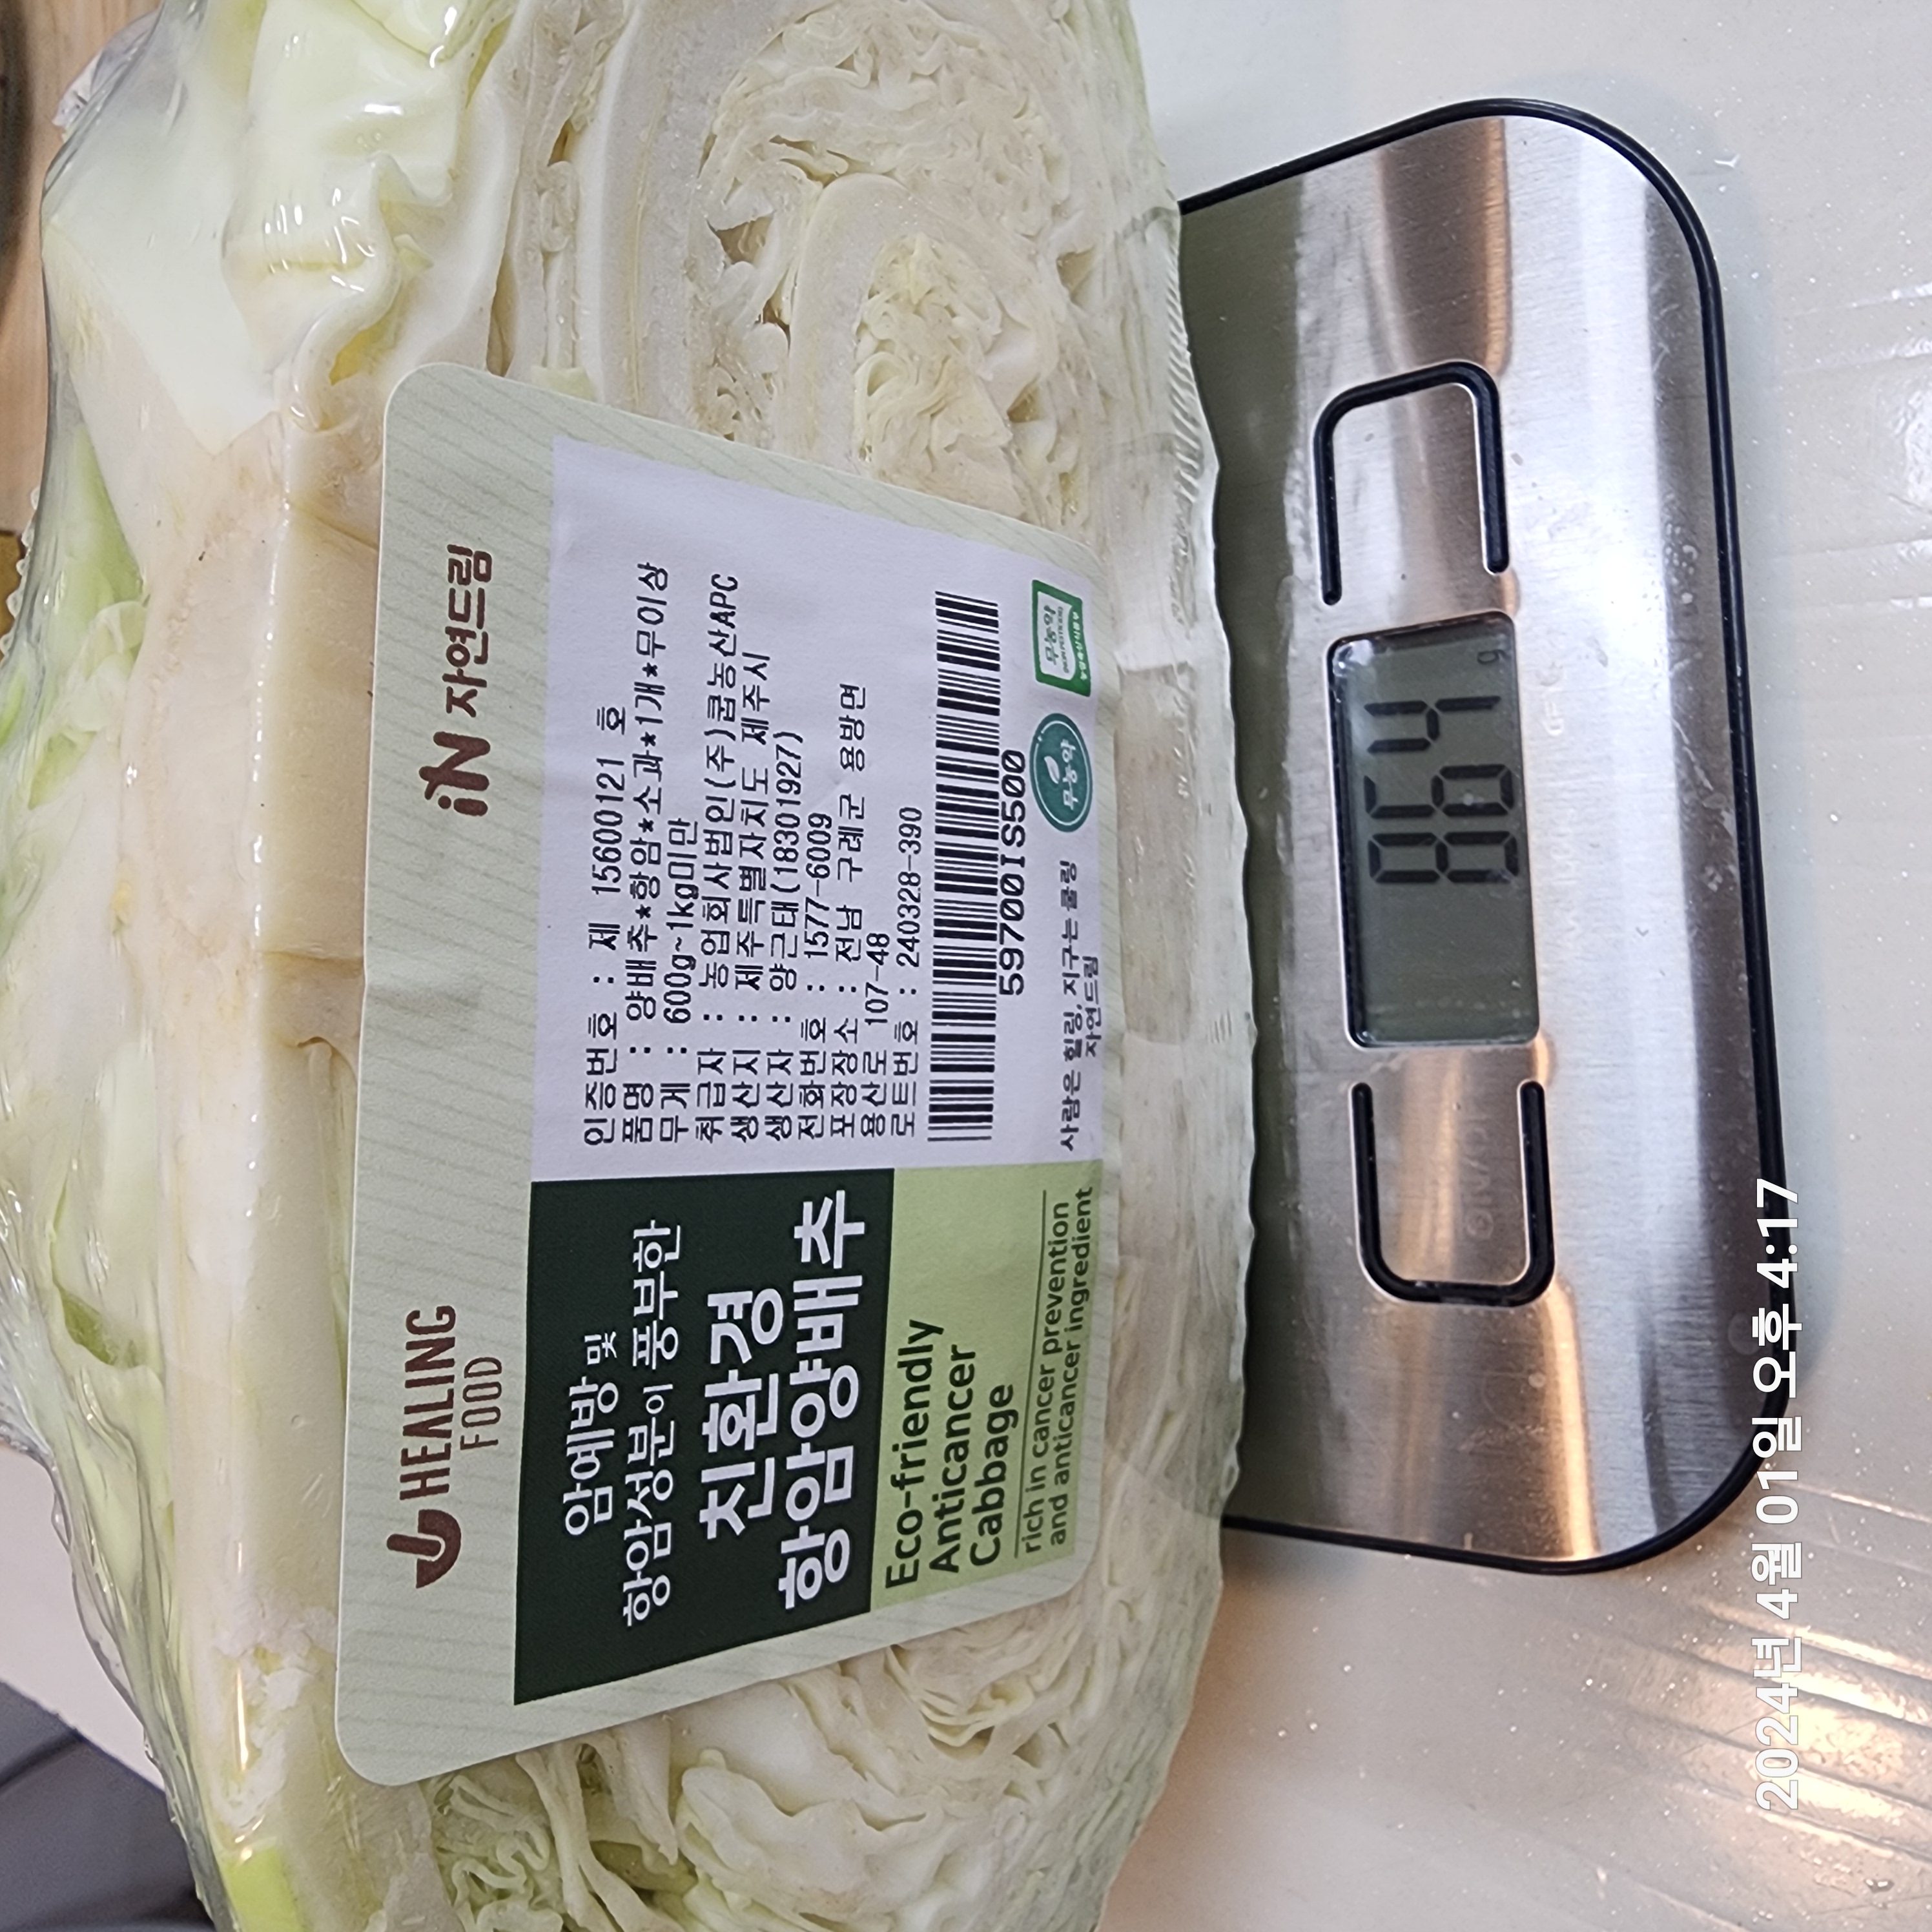 HEALING
FOOD
iN 자연드림
암예방 및
항암성분이 풍부한
친환경
항암양배추
Eco-friendly
Anticancer
Cabbage
rich in cancer prevention
and anticancer ingredient
인증번호 : 제 15600121 호
품명 : 양배추*항암*소과*1개*무이상
무게 : 600g~1kg미만
취급자 : 농업회사법인(주)쿱농산APC
생산지 : 제주특별자치도 제주시
생산자 : 양근태(18301927)
전화번호 : 1577-6009
포장장소 : 전남 구례군 용방면
용산로 107-48
로트번호 : 240328-390
59700IS500
사람은 힐링, 지구는 쿨링
자연드림
무농약
무농약
864 g
ON/OFF
2024년 4월 01일 오후 4:17